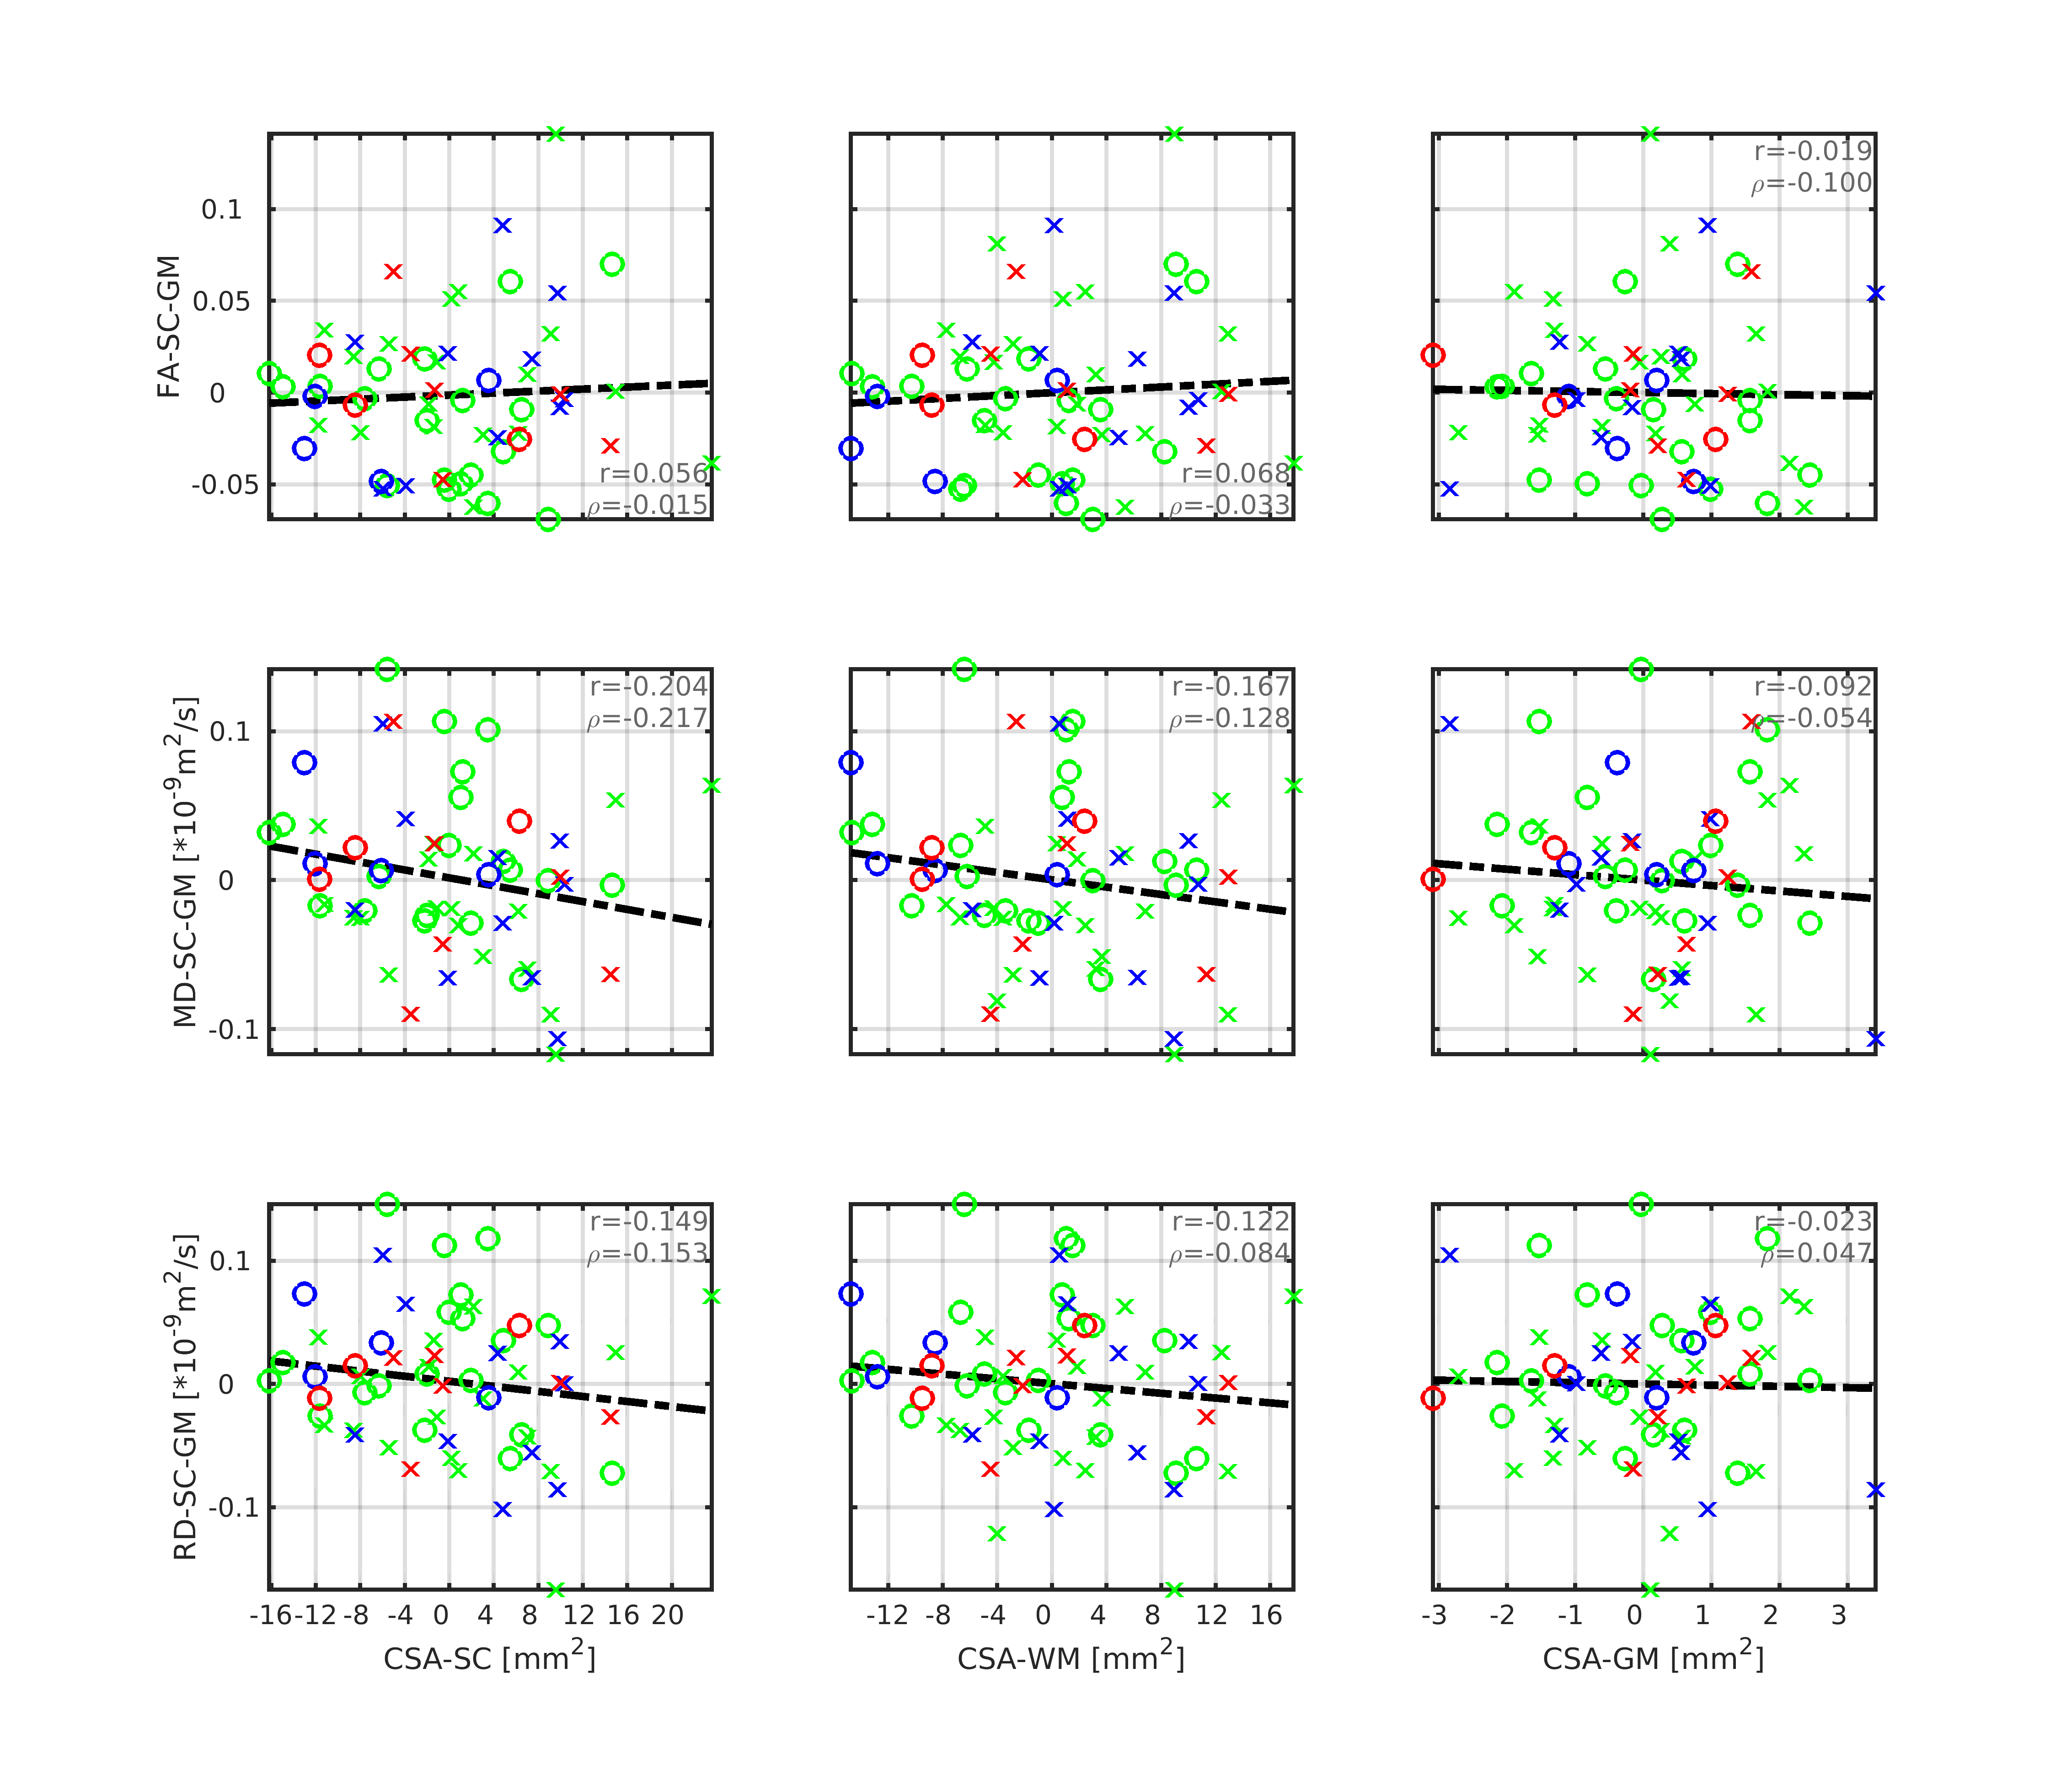 FA-SC-GM
0.1
0.05
0
-0.05
r=0.056
ρ=-0.015
r=0.068
ρ=-0.033
r=-0.019
ρ=-0.100
MD-SC-GM [*10-9m2/s]
0.1
0
-0.1
r=-0.204
ρ=-0.217
r=-0.167
ρ=-0.128
r=-0.092
ρ=-0.054
RD-SC-GM [*10-9m2/s]
0.1
0
-0.1
r=-0.149
ρ=-0.153
r=-0.122
ρ=-0.084
r=-0.023
ρ=0.047
-16 -12 -8 -4 0 4 8 12 16 20
CSA-SC [mm2]
-12 -8 -4 0 4 8 12 16
CSA-WM [mm2]
-3 -2 -1 0 1 2 3
CSA-GM [mm2]